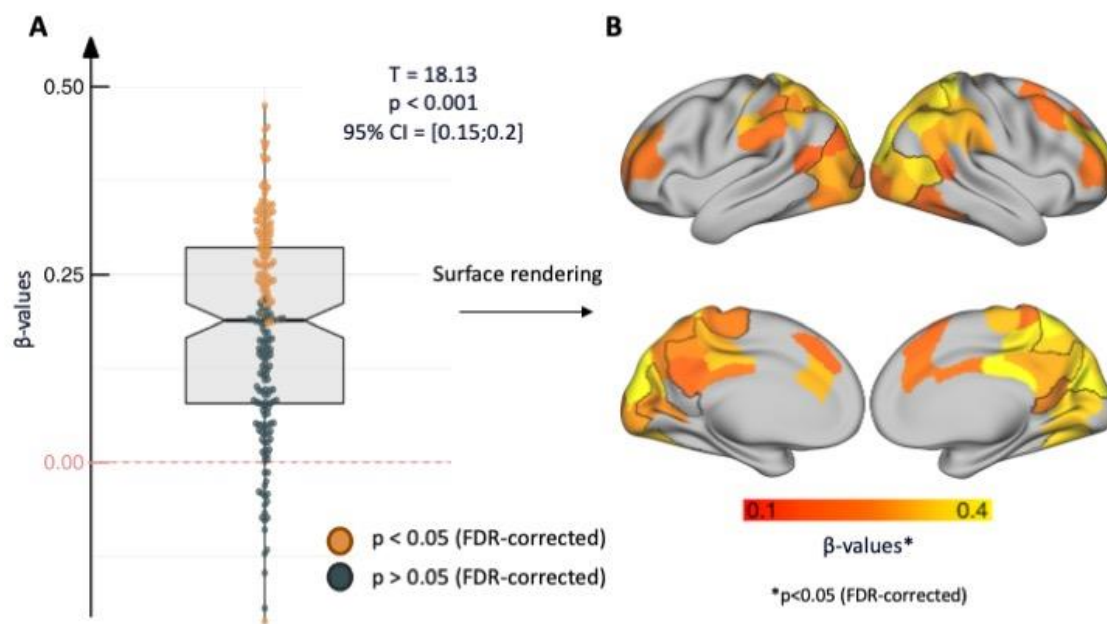 A
B
0.50
T = 18.13
p < 0.001
95% CI = [0.15;0.2]
0.25
β-values
Surface rendering
0.00
p < 0.05 (FDR-corrected)
p > 0.05 (FDR-corrected)
0.1
0.4
β-values*
*p<0.05 (FDR-corrected)